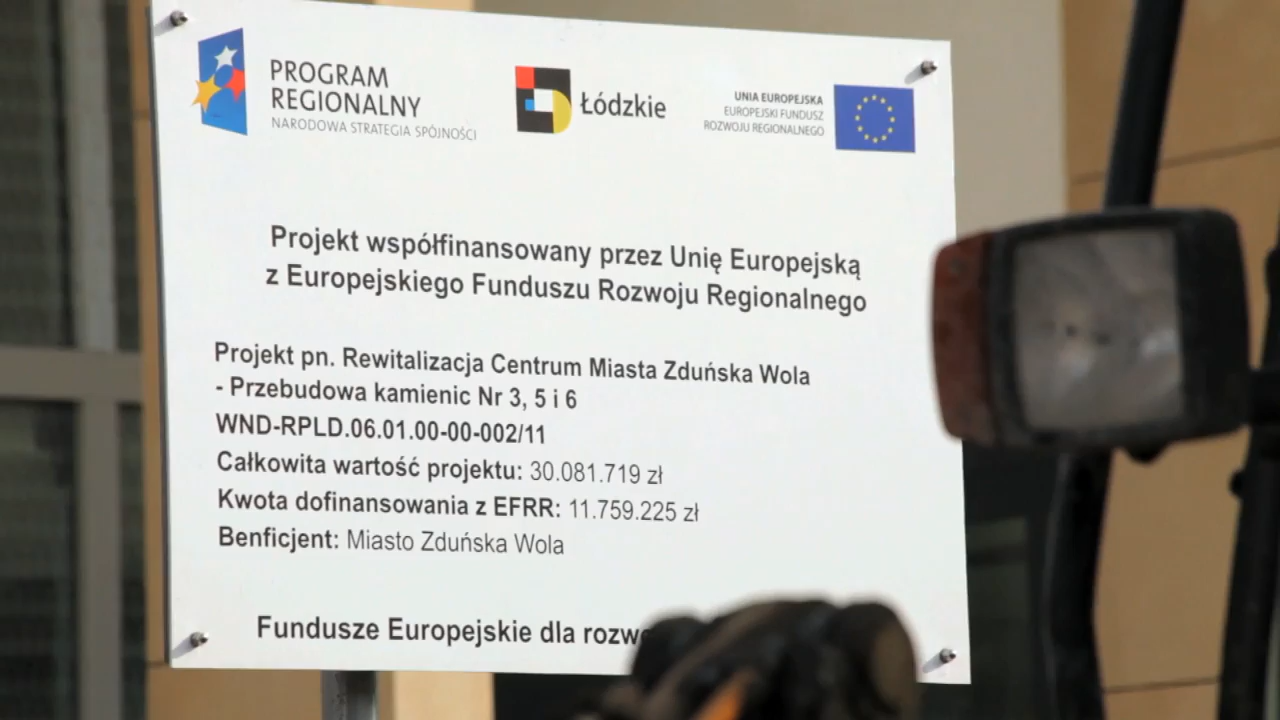 PROGRAM
REGIONALNY
NARODOWA STRATEGIA SPÓJNOŚCI
Łódzkie
UNIA EUROPEJSKA
EUROPEJSKI FUNDUSZ
ROZWOJU REGIONALNEGO
Projekt współfinansowany przez Unię Europejską
z Europejskiego Funduszu Rozwoju Regionalnego
Projekt pn. Rewitalizacja Centrum Miasta Zduńska Wola
- Przebudowa kamienic Nr 3, 5 i 6
WND-RPLD.06.01.00-00-002/11
Całkowita wartość projektu: 30.081.719 zł
Kwota dofinansowania z EFRR: 11.759.225 zł
Benficjent: Miasto Zduńska Wola
Fundusze Europejskie dla